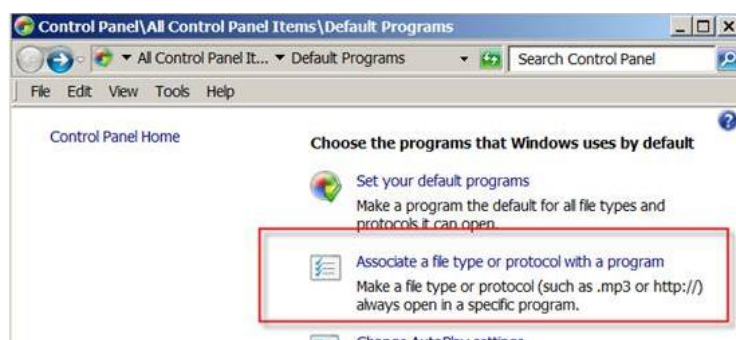 Control Panel\All Control Panel Items\Default Programs
All Control Panel It... Default Programs Search Control Panel
File Edit View Tools Help
Control Panel Home
Choose the programs that Windows uses by default
Set your default programs
Make a program the default for all file types and
protocols it can open.
Associate a file type or protocol with a program
Make a file type or protocol (such as .mp3 or http://)
always open in a specific program.
Change AutoPlay settings